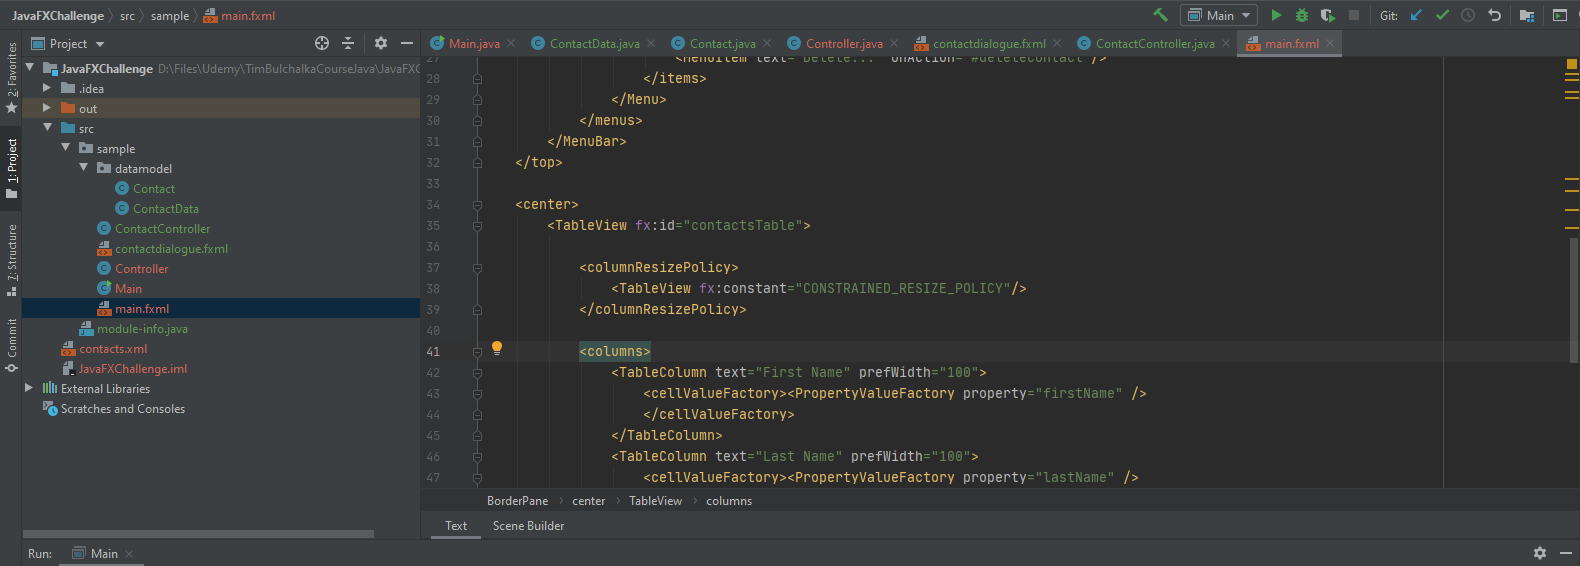 JavaFXChallenge › src › sample › main.fxml
Main
Git:
Project
Main.java
ContactData.java
Contact.java
Controller.java
contactdialogue.fxml
ContactController.java
main.fxml
2: Favorites
1: Project
7: Structure
Commit
JavaFXChallenge D:\Files\Udemy\TimBulchalkaCourseJava\JavaFXC
.idea
out
src
sample
datamodel
Contact
ContactData
ContactController
contactdialogue.fxml
Controller
Main
main.fxml
module-info.java
contacts.xml
JavaFXChallenge.iml
External Libraries
Scratches and Consoles
27 <MenuItem text="Delete..." onAction="#deleteContact"/>
28 </items>
29 </Menu>
30 </menus>
31 </MenuBar>
32 </top>
33
34 <center>
35 <TableView fx:id="contactsTable">
36
37 <columnResizePolicy>
38 <TableView fx:constant="CONSTRAINED_RESIZE_POLICY"/>
39 </columnResizePolicy>
40
41 <columns>
42 <TableColumn text="First Name" prefWidth="100">
43 <cellValueFactory><PropertyValueFactory property="firstName" />
44 </cellValueFactory>
45 </TableColumn>
46 <TableColumn text="Last Name" prefWidth="100">
47 <cellValueFactory><PropertyValueFactory property="lastName" />
BorderPane › center › TableView › columns
Text Scene Builder
Run: Main